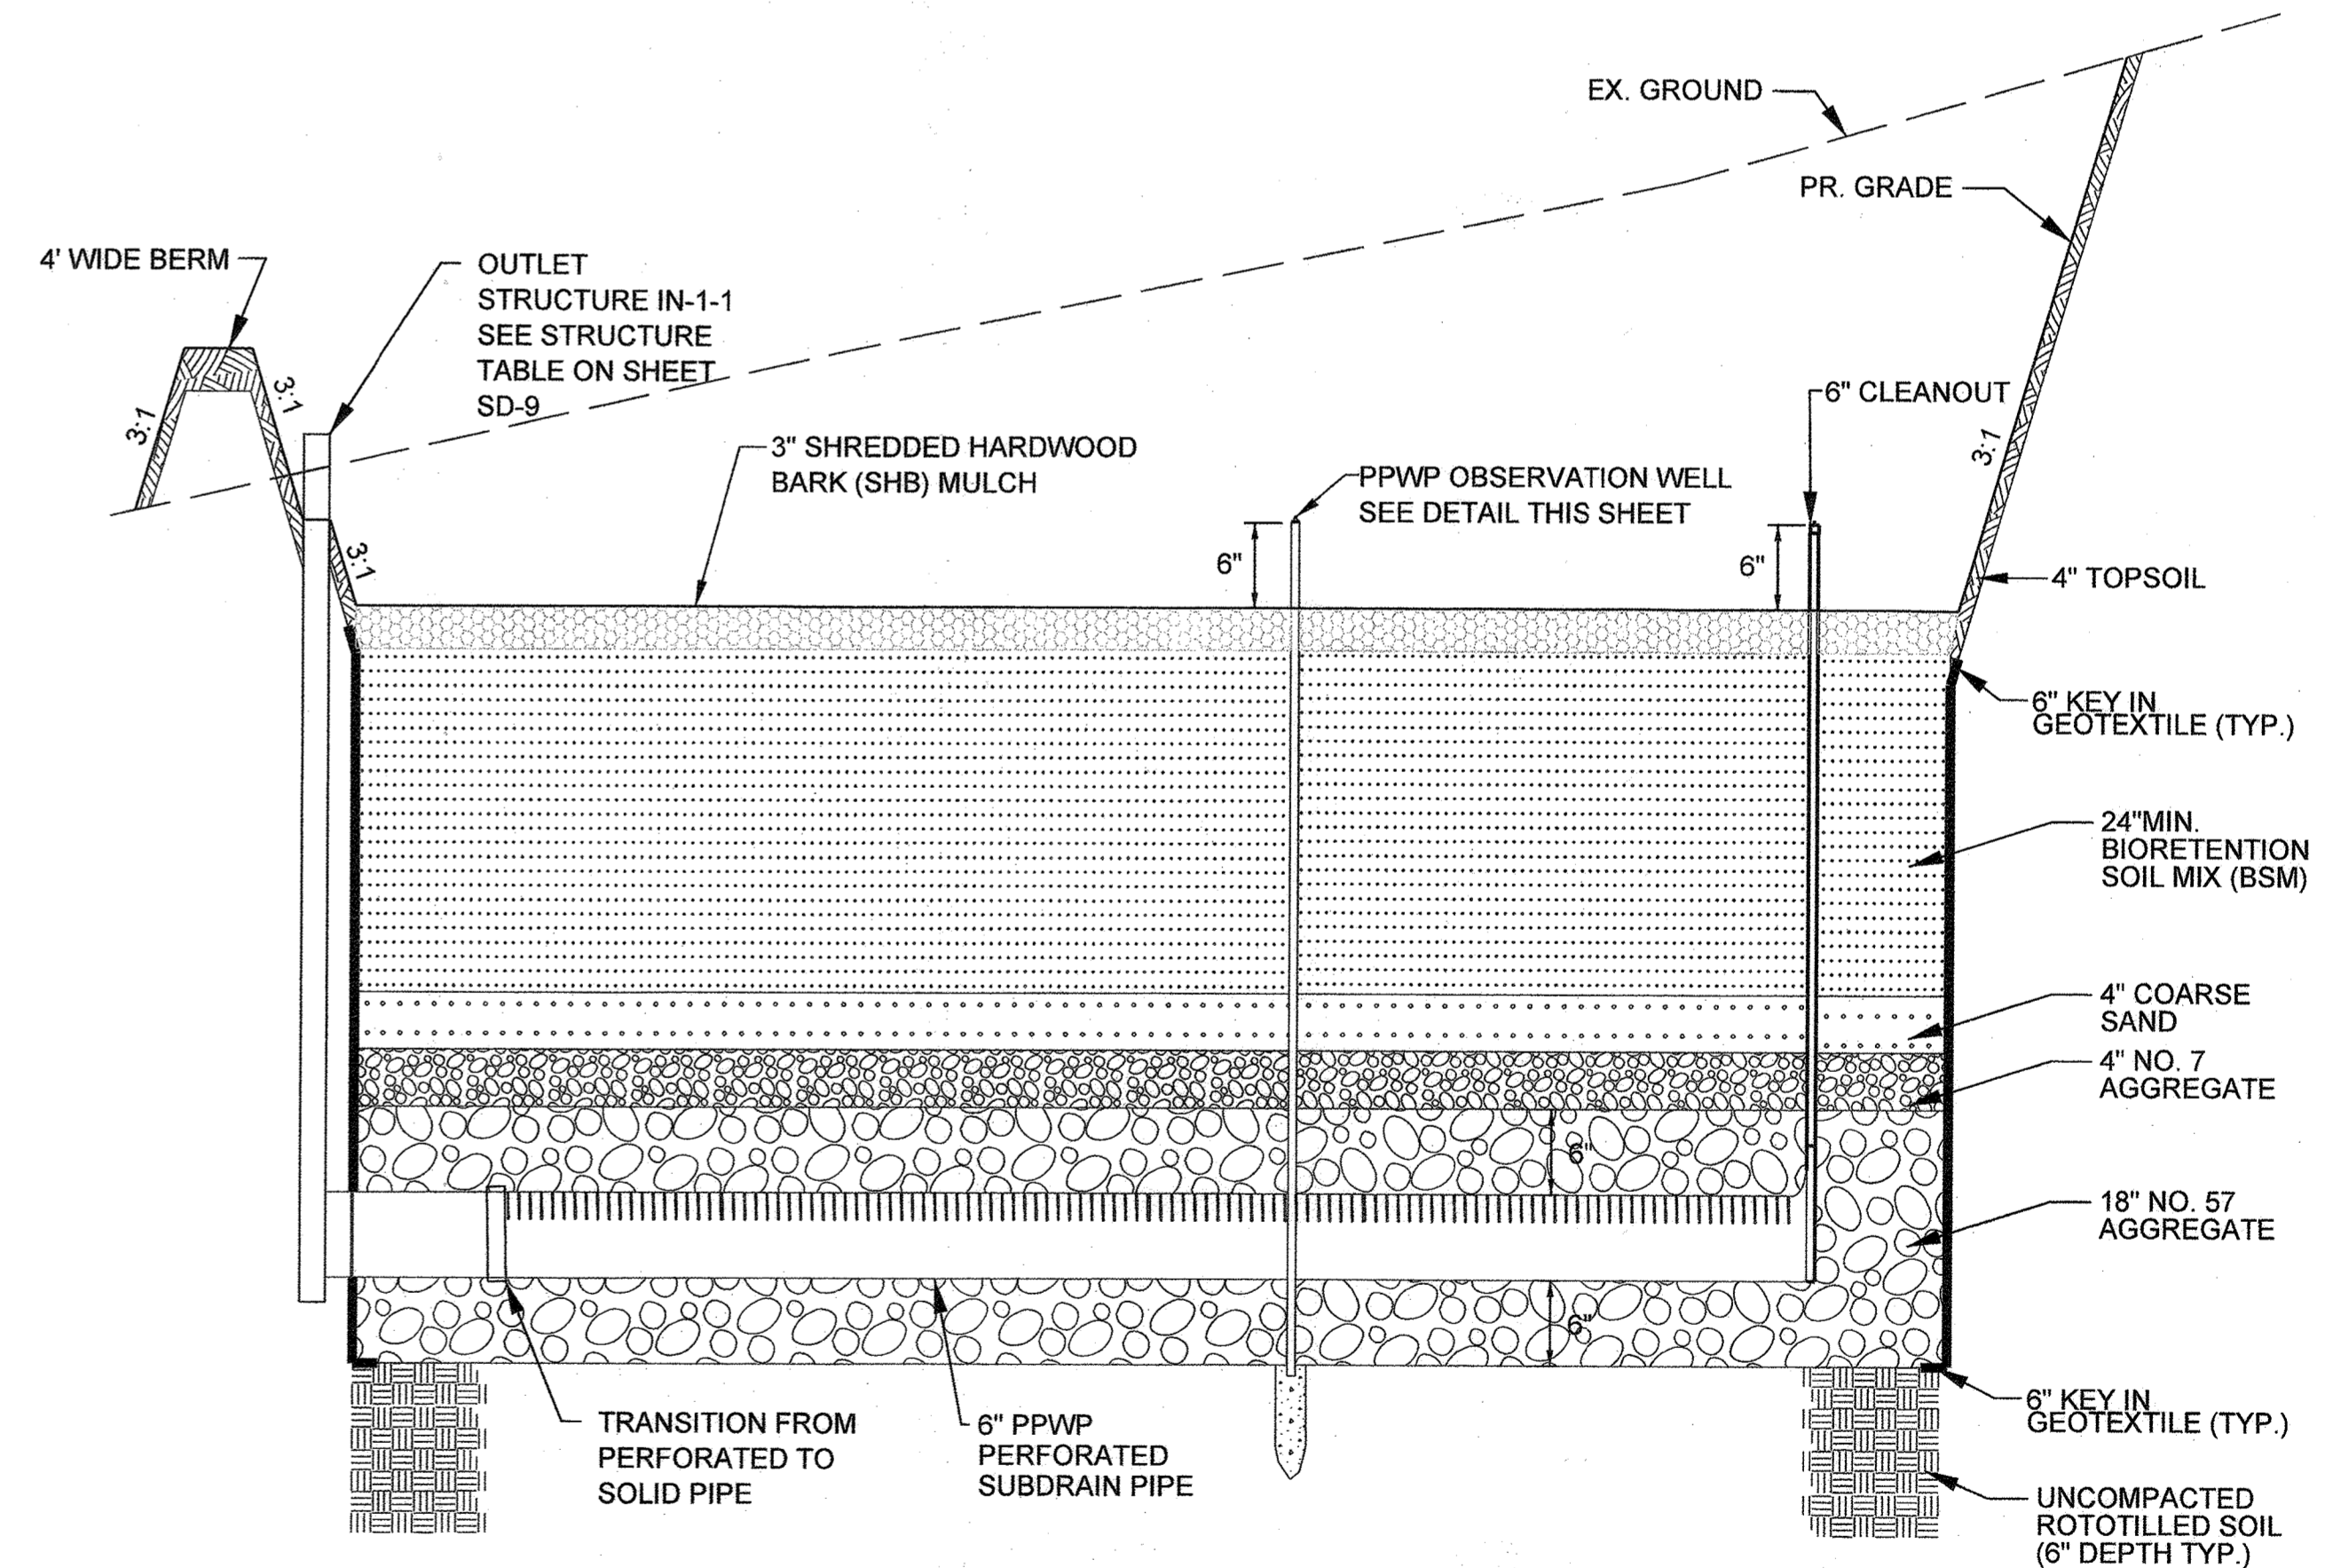 EX. GROUND
PR. GRADE
4' WIDE BERM
OUTLET
STRUCTURE IN-1-1
SEE STRUCTURE
TABLE ON SHEET
SD-9
3:1
3:1
3:1
3" SHREDDED HARDWOOD
BARK (SHB) MULCH
PPWP OBSERVATION WELL
SEE DETAIL THIS SHEET
6"
6" CLEANOUT
6"
3:1
4" TOPSOIL
6" KEY IN
GEOTEXTILE (TYP.)
24"MIN.
BIORETENTION
SOIL MIX (BSM)
4" COARSE
SAND
4" NO. 7
AGGREGATE
6"
18" NO. 57
AGGREGATE
6"
TRANSITION FROM
PERFORATED TO
SOLID PIPE
6" PPWP
PERFORATED
SUBDRAIN PIPE
6" KEY IN
GEOTEXTILE (TYP.)
UNCOMPACTED
ROTOTILLED SOIL
(6" DEPTH TYP.)